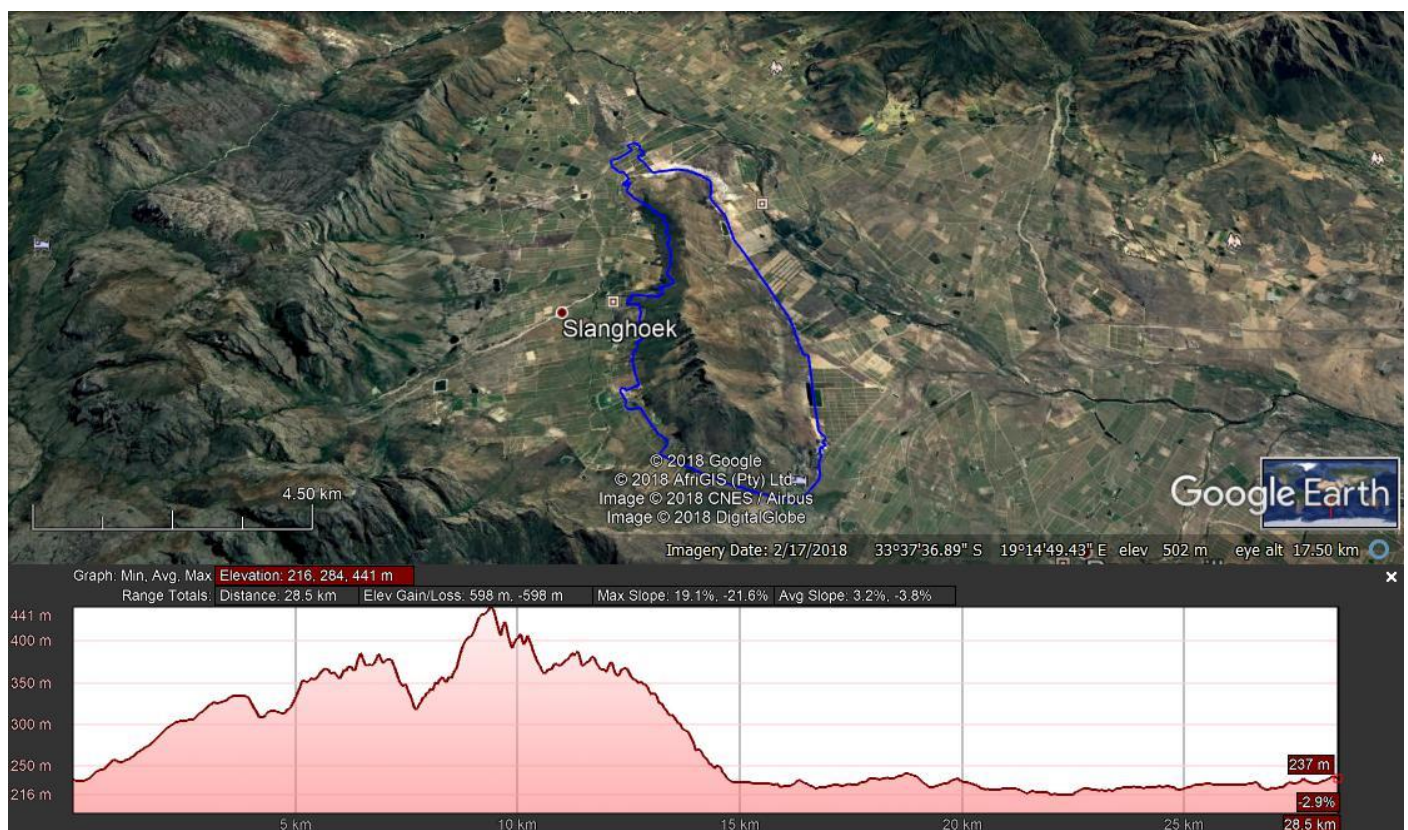 Slanghoek
© 2018 Google
© 2018 AfriGIS (Pty) Ltd
Image © 2018 CNES / Airbus
Image © 2018 DigitalGlobe
4.50 km
Google Earth
Imagery Date: 2/17/2018 33°37'36.89" S 19°14'49.43" E elev 502 m eye alt 17.50 km
Graph: Min, Avg, Max Elevation: 216, 284, 441 m
Range Totals: Distance: 28.5 km Elev Gain/Loss: 598 m, -598 m Max Slope: 19.1%, -21.6% Avg Slope: 3.2%, -3.8%
441 m
400 m
350 m
300 m
250 m
216 m
237 m
-2.9%
5 km 10 km 15 km 20 km 25 km 28.5 km